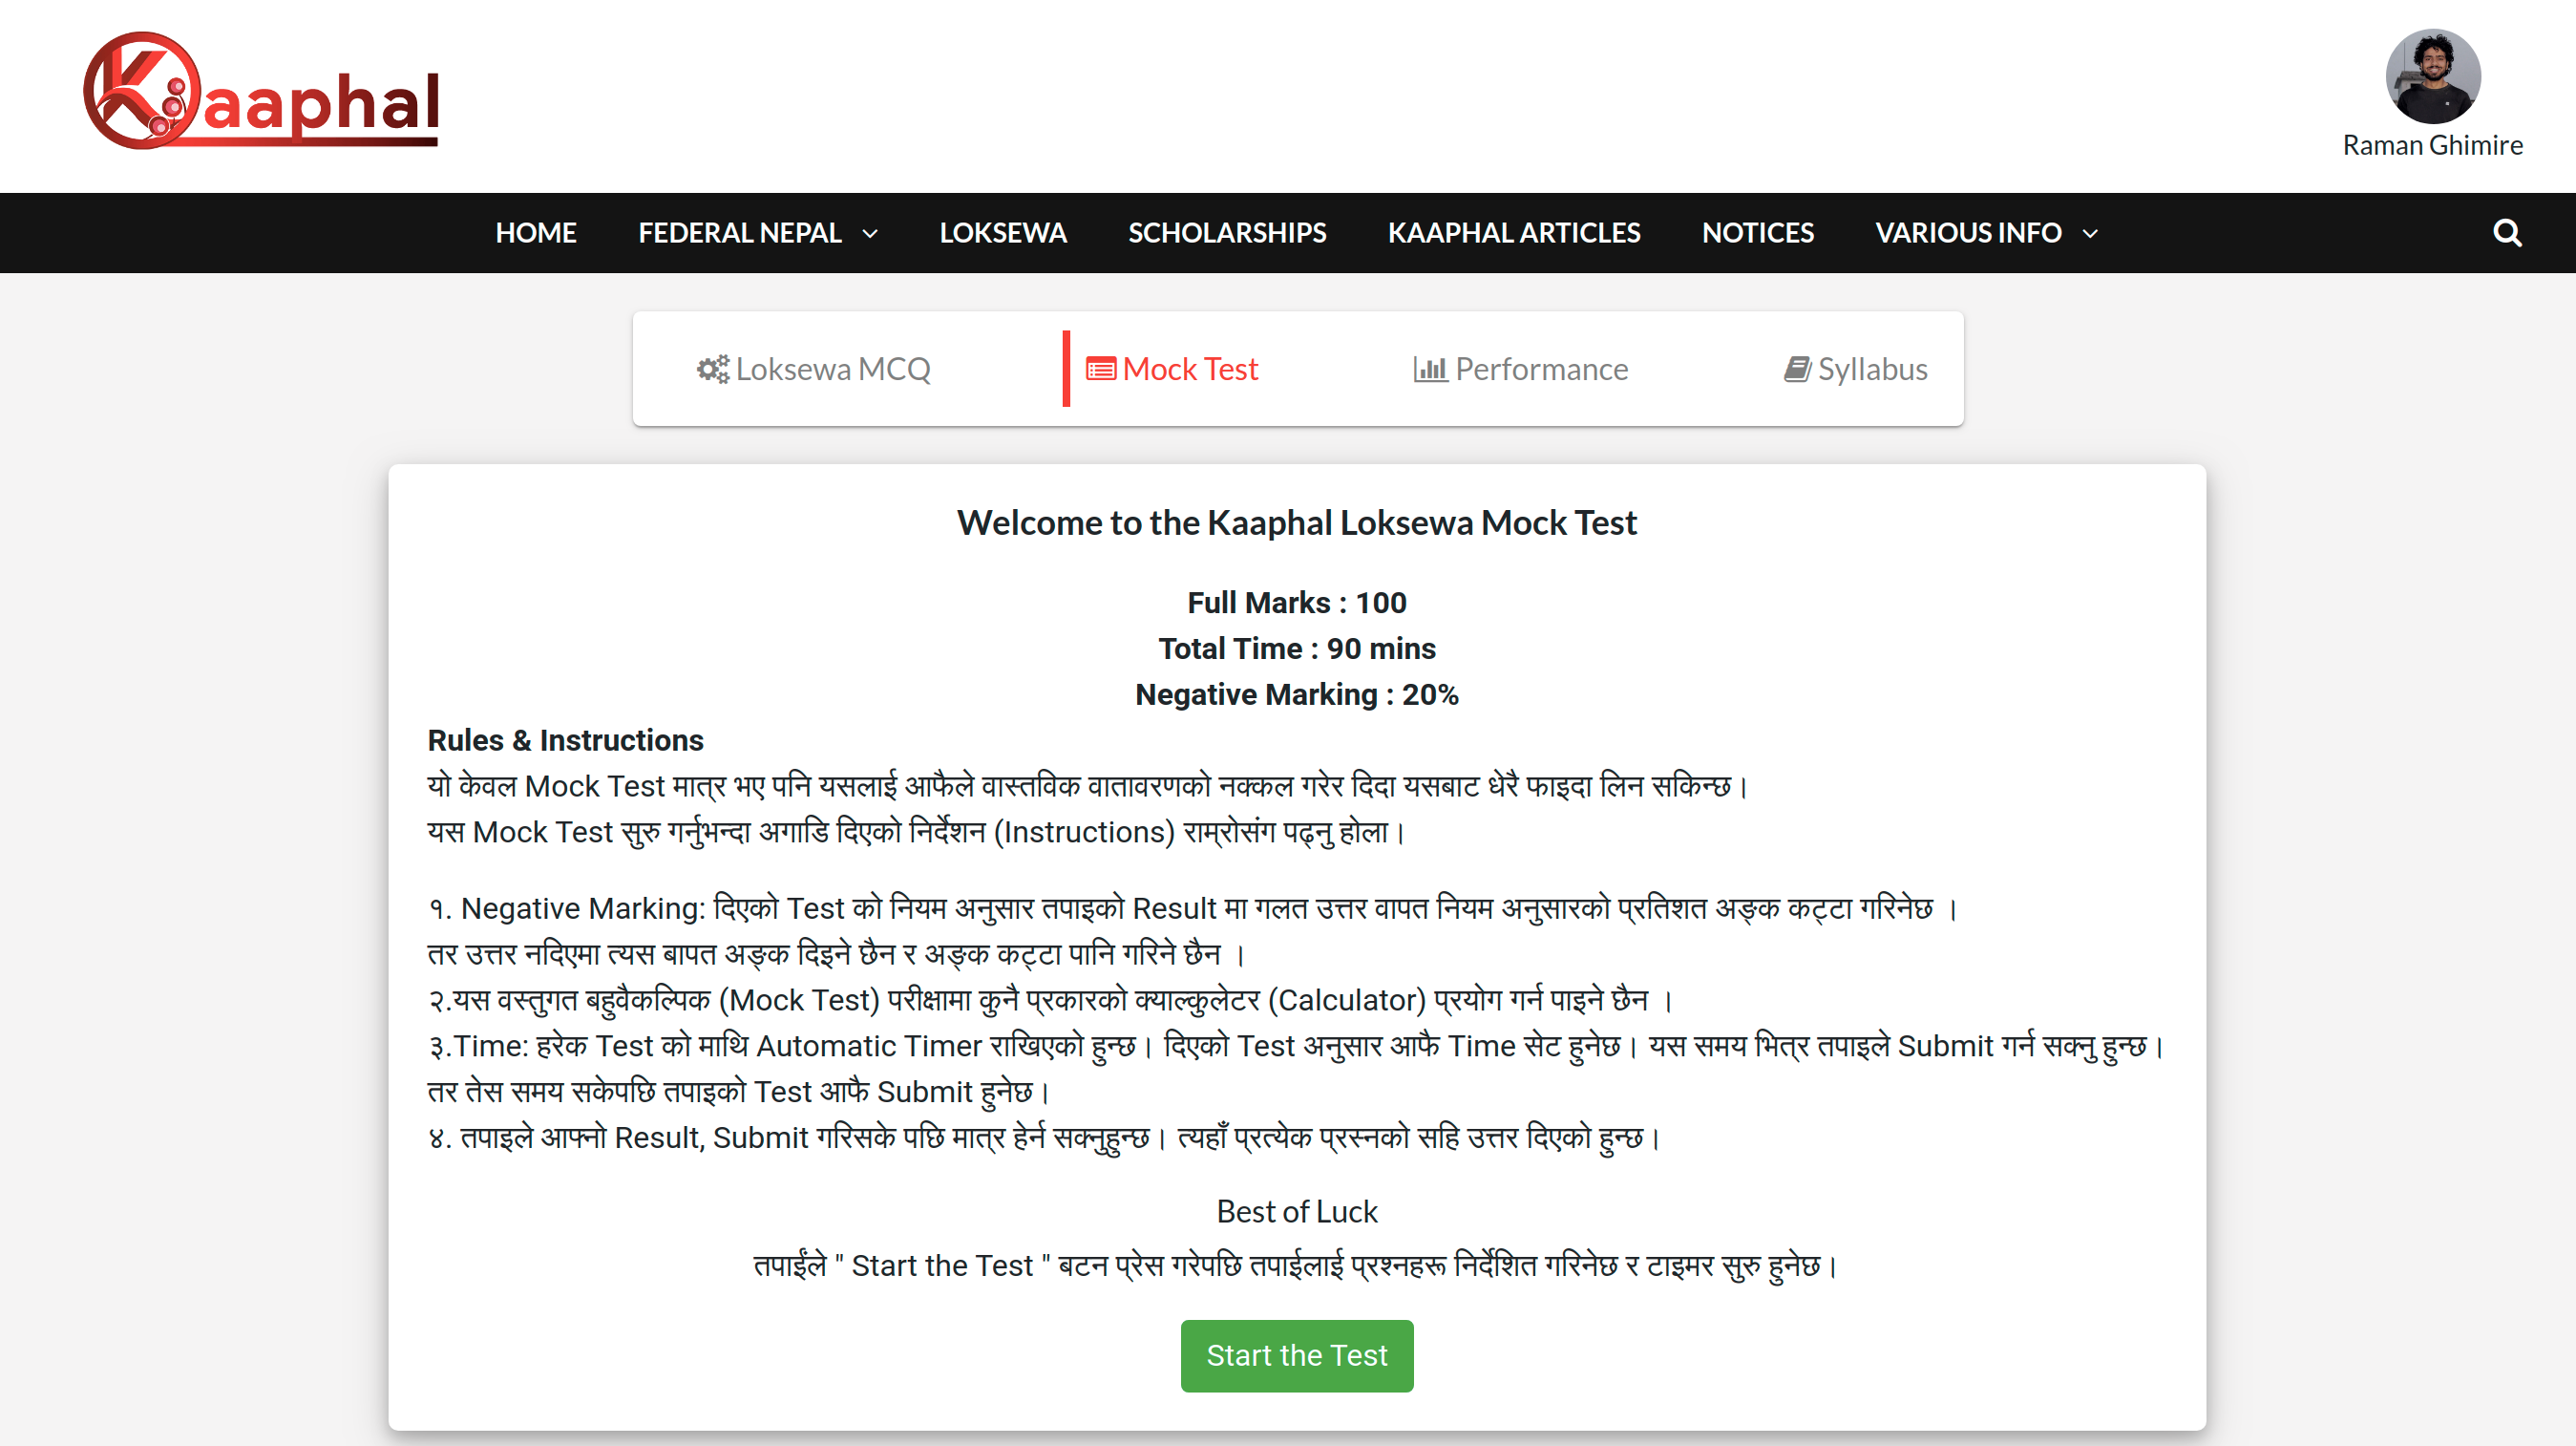 Kaaphal
Raman Ghimire
HOME FEDERAL NEPAL LOKSEWA SCHOLARSHIPS KAAPHAL ARTICLES NOTICES VARIOUS INFO
Loksewa MCQ Mock Test Performance Syllabus
Welcome to the Kaaphal Loksewa Mock Test
Full Marks : 100
Total Time : 90 mins
Negative Marking : 20%
Rules & Instructions
यो केवल Mock Test मात्र भए पनि यसलाई आफैले वास्तविक वातावरणको नक्कल गरेर दिदा यसबाट धेरै फाइदा लिन सकिन्छ।
यस Mock Test सुरु गर्नुभन्दा अगाडि दिएको निर्देशन (Instructions) राम्रोसंग पढ्नु होला।
१. Negative Marking: दिएको Test को नियम अनुसार तपाइको Result मा गलत उत्तर वापत नियम अनुसारको प्रतिशत अङ्क कट्टा गरिनेछ ।
तर उत्तर नदिएमा त्यस बापत अङ्क दिइने छैन र अङ्क कट्टा पानि गरिने छैन ।
२.यस वस्तुगत बहुवैकल्पिक (Mock Test) परीक्षामा कुनै प्रकारको क्याल्कुलेटर (Calculator) प्रयोग गर्न पाइने छैन ।
३.Time: हरेक Test को माथि Automatic Timer राखिएको हुन्छ। दिएको Test अनुसार आफै Time सेट हुनेछ। यस समय भित्र तपाइले Submit गर्न सक्नु हुन्छ।
तर तेस समय सकेपछि तपाइको Test आफै Submit हुनेछ।
४. तपाइले आफ्नो Result, Submit गरिसके पछि मात्र हेर्न सक्नुहुन्छ। त्यहाँ प्रत्येक प्रस्नको सहि उत्तर दिएको हुन्छ।
Best of Luck
तपाईंले " Start the Test " बटन प्रेस गरेपछि तपाईलाई प्रश्नहरू निर्देशित गरिनेछ र टाइमर सुरु हुनेछ।
Start the Test